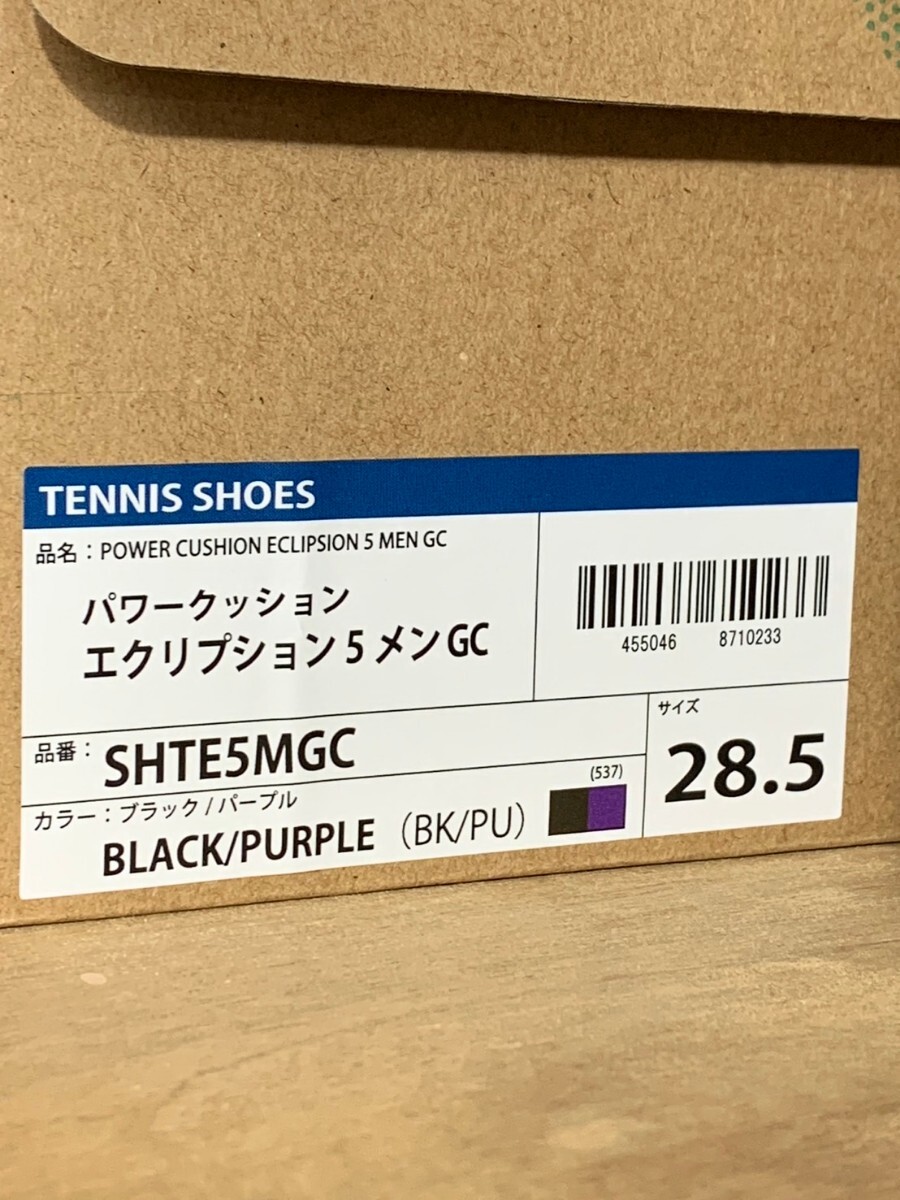 TENNIS SHOES
品名：POWER CUSHION ECLIPSION 5 MEN GC
パワークッション
エクリプション5メンGC
455046 8710233
品番：SHTE5MGC
カラー：ブラック/パープル
(537)
BLACK/PURPLE（BK/PU）
サイズ
28.5